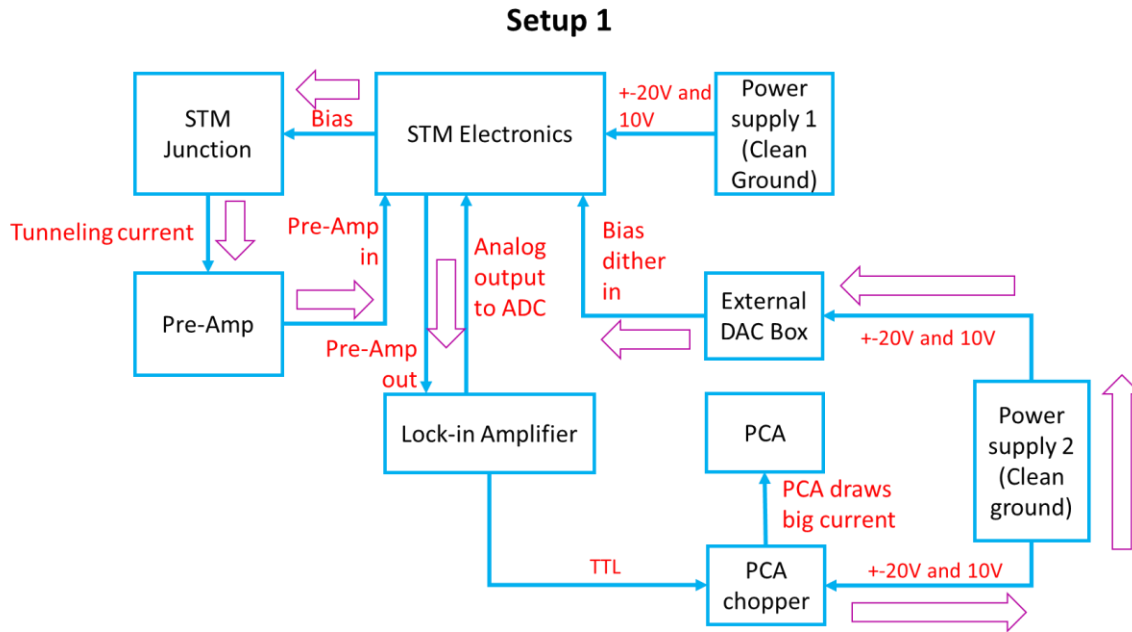 Setup 1
STM
Junction
Bias
STM Electronics
+-20V and
10V
Power
supply 1
(Clean
Ground)
Tunneling current
Pre-Amp
in
Analog
output
to ADC
Bias
dither
in
Pre-Amp
External
DAC Box
+-20V and 10V
Pre-Amp
out
Lock-in Amplifier
PCA
Power
supply 2
(Clean
ground)
PCA draws
big current
TTL
PCA
chopper
+-20V and 10V